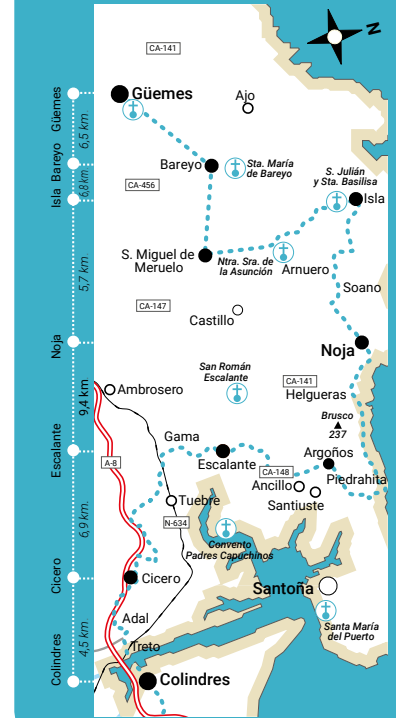 N
CA-141
Güemes
Ajo
Bareyo
Sta. María
de Bareyo
CA-456
S. Julián
y Sta. Basilisa
Isla
S. Miguel de
Meruelo
Ntra. Sra. de
la Asunción
Arnuero
Soano
CA-147
Castillo
Noja
San Román
Escalante
CA-141
Helgueras
Ambrosero
Brusco
237
Gama
Escalante
Argoños
A-8
CA-148
Ancillo
Piedrahita
Santiuste
Tuebre
N-634
Convento
Padres Capuchinos
Cicero
Santoña
Adal
Santa María
del Puerto
Treto
Colindres
Güemes
6,5 km.
Bareyo
6,8 km.
Isla
5,7 km.
Noja
9,4 km.
Escalante
6,9 km.
Cicero
4,5 km.
Colindres